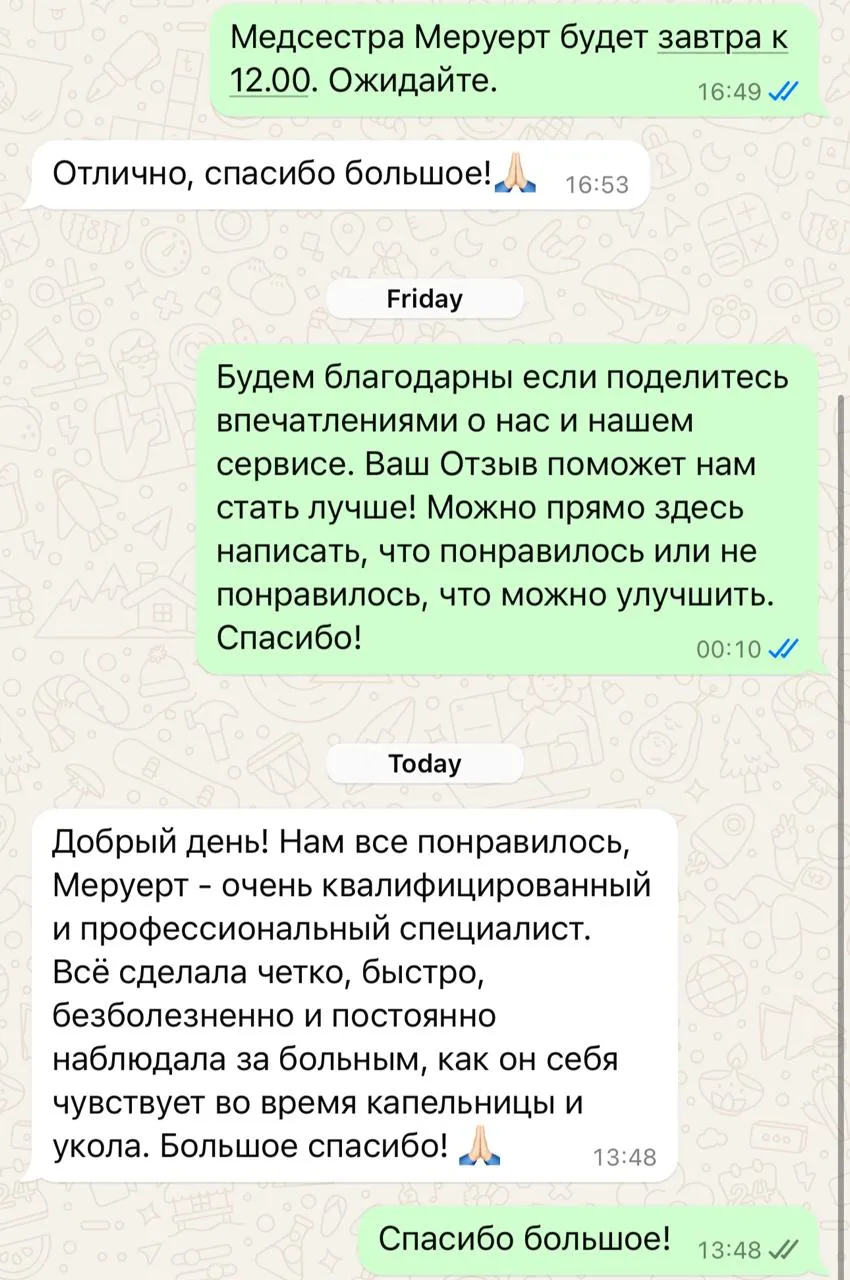 Медсестра Меруерт будет завтра к
12.00. Ожидайте.
16:49
Отлично, спасибо большое!🙏🏻
16:53
Friday
Будем благодарны если поделитесь
впечатлениями о нас и нашем
сервисе. Ваш Отзыв поможет нам
стать лучше! Можно прямо здесь
написать, что понравилось или не
понравилось, что можно улучшить.
Спасибо!
00:10
Today
Добрый день! Нам все понравилось,
Меруерт - очень квалифицированный
и профессиональный специалист.
Всё сделала четко, быстро,
безболезненно и постоянно
наблюдала за больным, как он себя
чувствует во время капельницы и
укола. Большое спасибо! 🙏🏻
13:48
Спасибо большое!
13:48